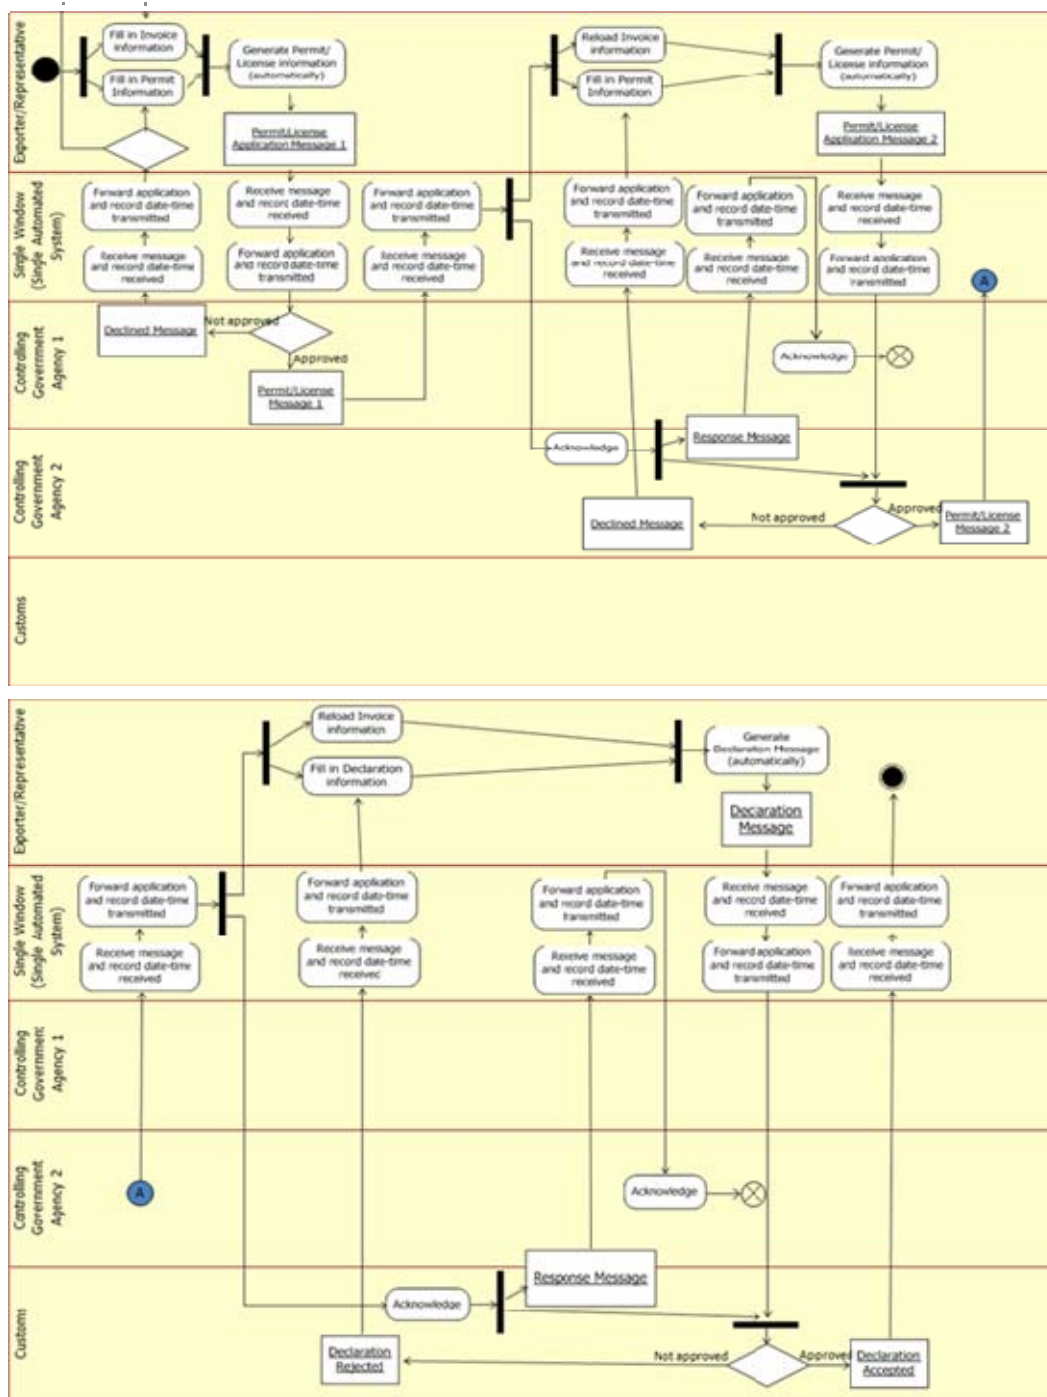 Exporter/Representative
Fill in Invoice
information
Fill in Permit
Information
Generate Permit/
License information
(automatically)
Permit/License
Application Message 1
Reload Invoice
information
Fill in Permit
Information
Generate Permit/
License information
(automatically)
Permit/License
Application Message 2
Single Window
(Single Automated
System)
Forward application
and record date-time
transmitted
Receive message
and record date-time
received
Receive message
and record date-time
received
Forward application
and record date-time
transmitted
Forward application
and record date-time
transmitted
Receive message
and record date-time
received
Forward application
and record date-time
transmitted
Receive message
and record date-time
received
Forward application
and record date-time
transmitted
Receive message
and record date-time
received
Receive message
and record date-time
received
Forward application
and record date-time
transmitted
A
Controlling
Government
Agency 1
Declined Message
Not approved
Approved
Permit/License
Message 1
Acknowledge
Controlling
Government
Agency 2
Acknowledge
Response Message
Declined Message
Not approved
Approved
Permit/License
Message 2
Customs
Exporter/Representative
Reload Invoice
information
Fill in Declaration
information
Generate
Declaration Message
(automatically)
Declaration
Message
Single Window
(Single Automated
System)
Forward application
and record date-time
transmitted
Receive message
and record date-time
received
Forward application
and record date-time
transmitted
Receive message
and record date-time
received
Forward application
and record date-time
transmitted
Receive message
and record date-time
received
Receive message
and record date-time
received
Forward application
and record date-time
transmitted
Forward application
and record date-time
transmitted
Receive message
and record date-time
received
Controlling
Government
Agency 1
Controlling
Government
Agency 2
A
Acknowledge
Customs
Acknowledge
Response Message
Declaration
Rejected
Not approved
Approved
Declaration
Accepted